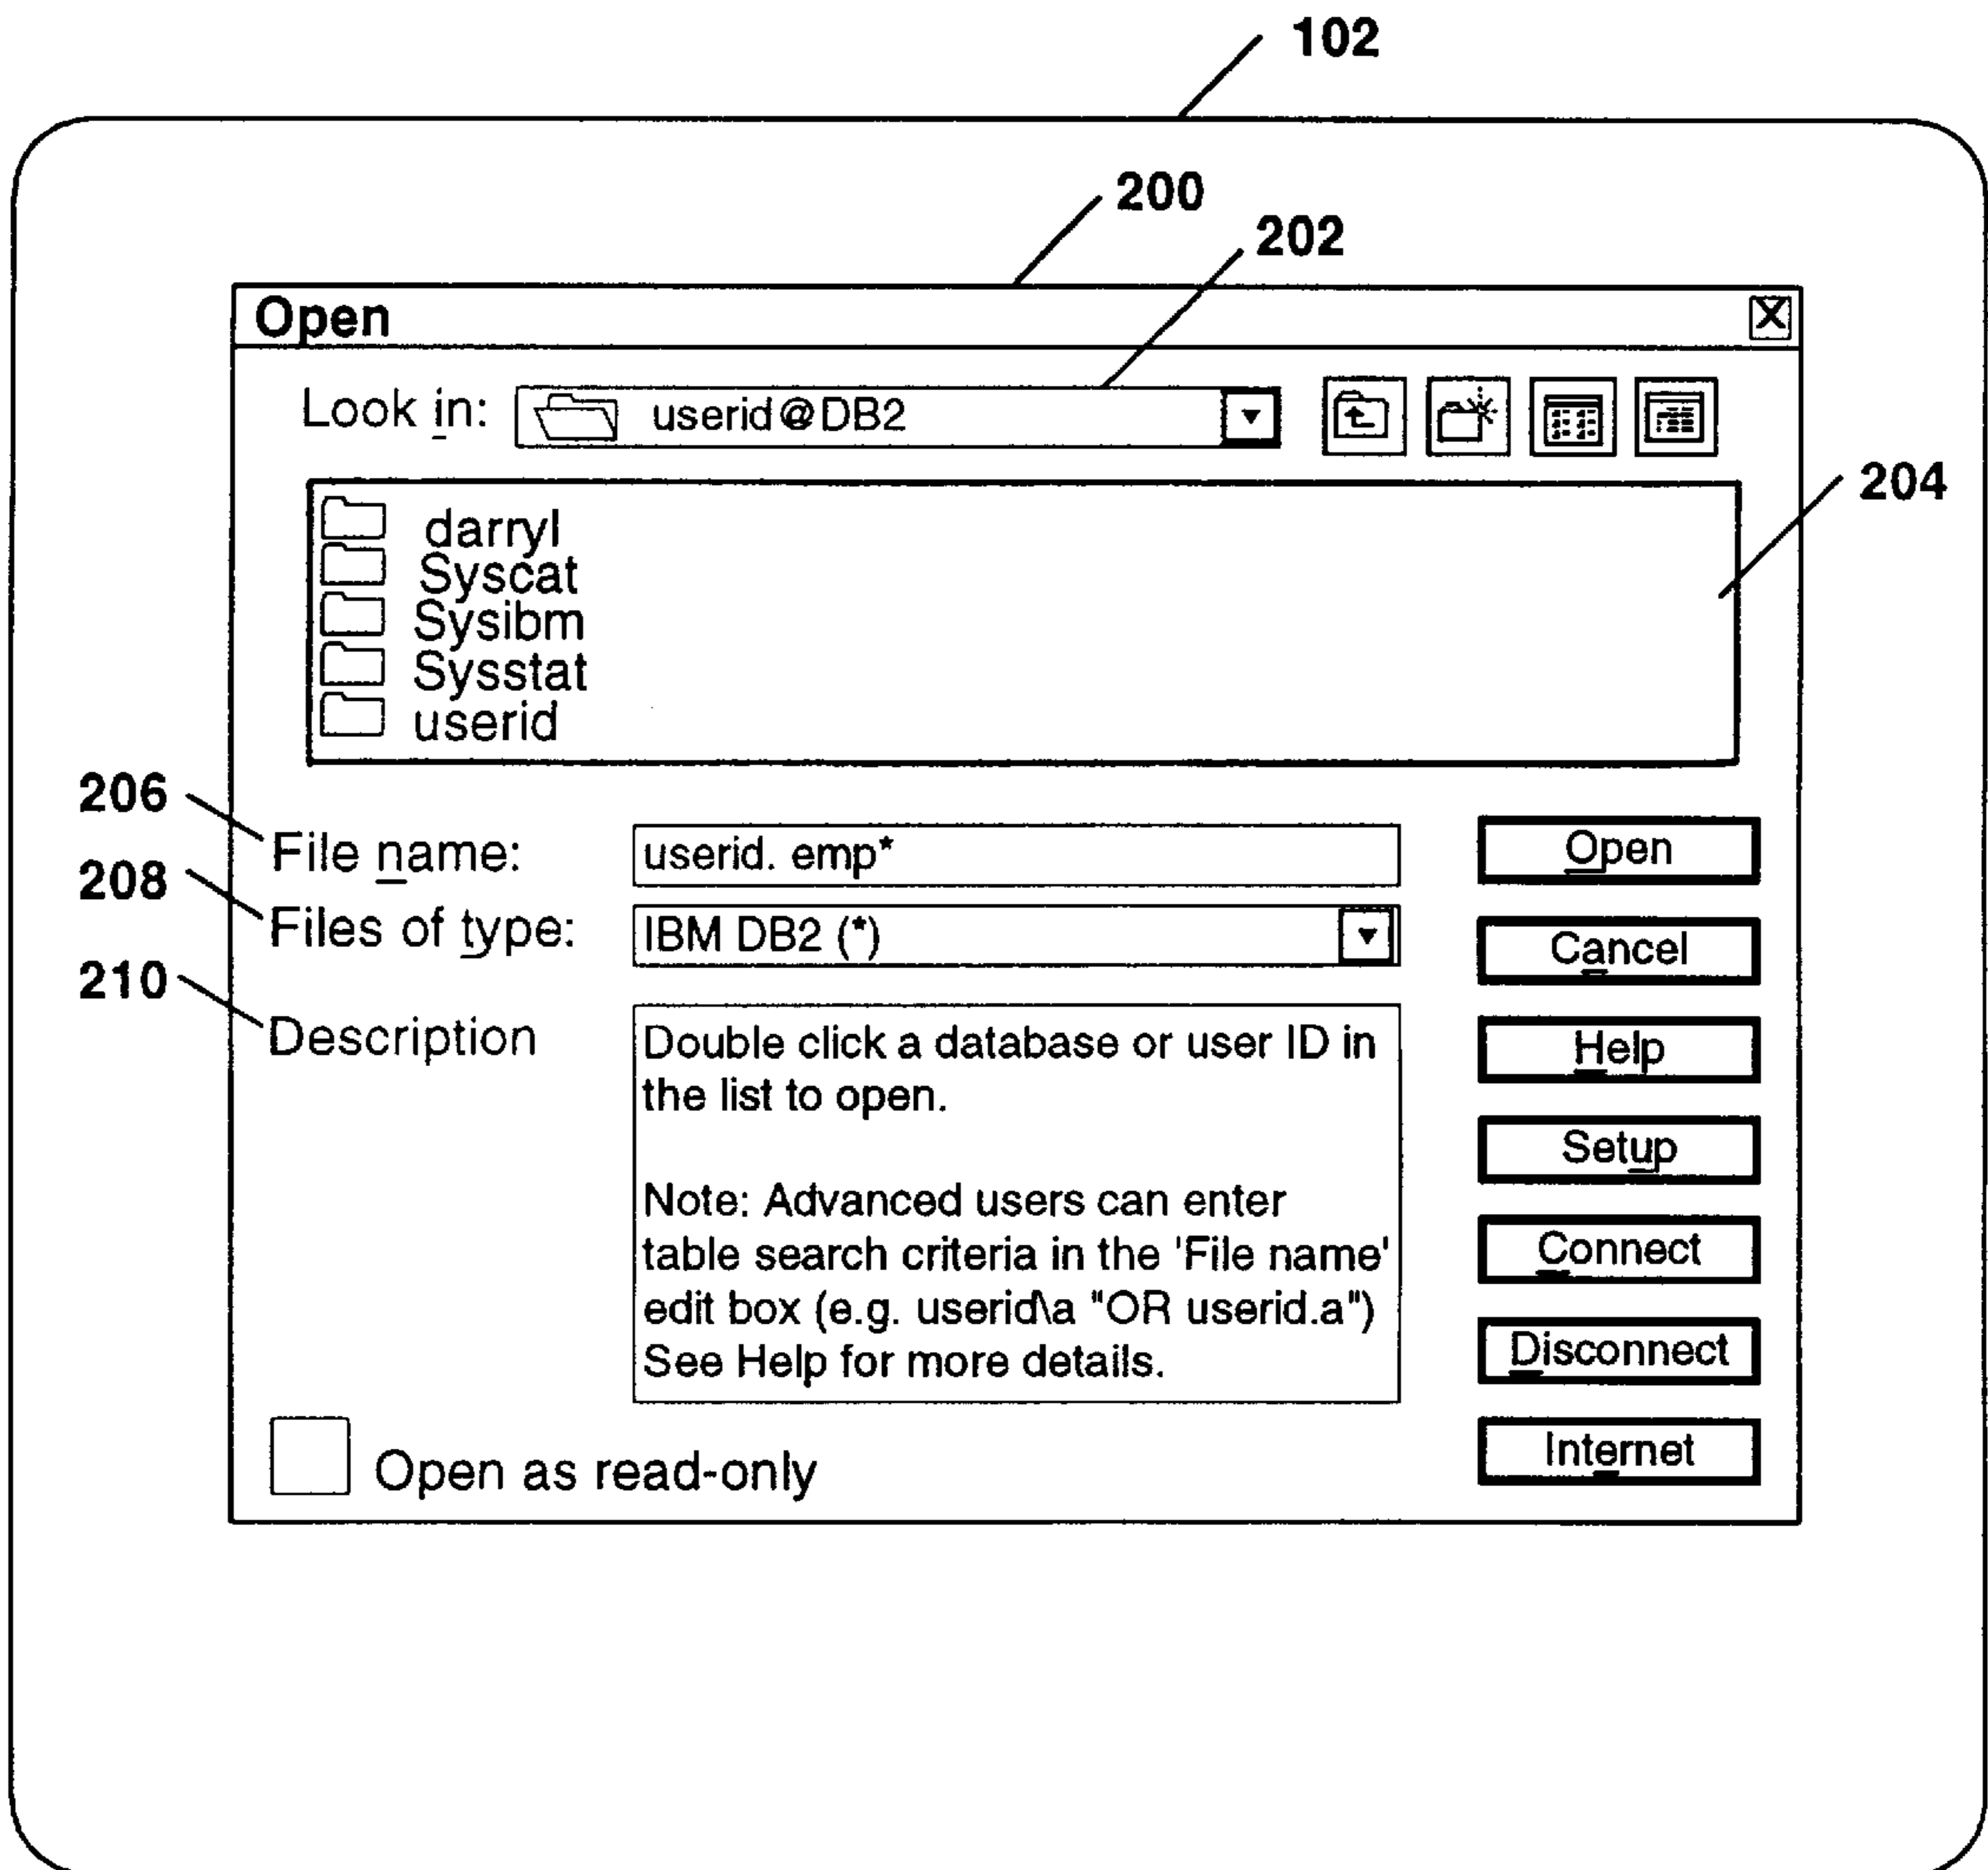 102
200
202
Open X
Look in: userid@DB2
204
darryl
Syscat
Sysibm
Sysstat
userid
206
File name: userid. emp* Open
208
Files of type: IBM DB2 (*) Cancel
210
Description Double click a database or user ID in Help
the list to open.
Setup
Note: Advanced users can enter
table search criteria in the 'File name' Connect
edit box (e.g. userid\a "OR userid.a")
See Help for more details. Disconnect
Internet
Open as read-only